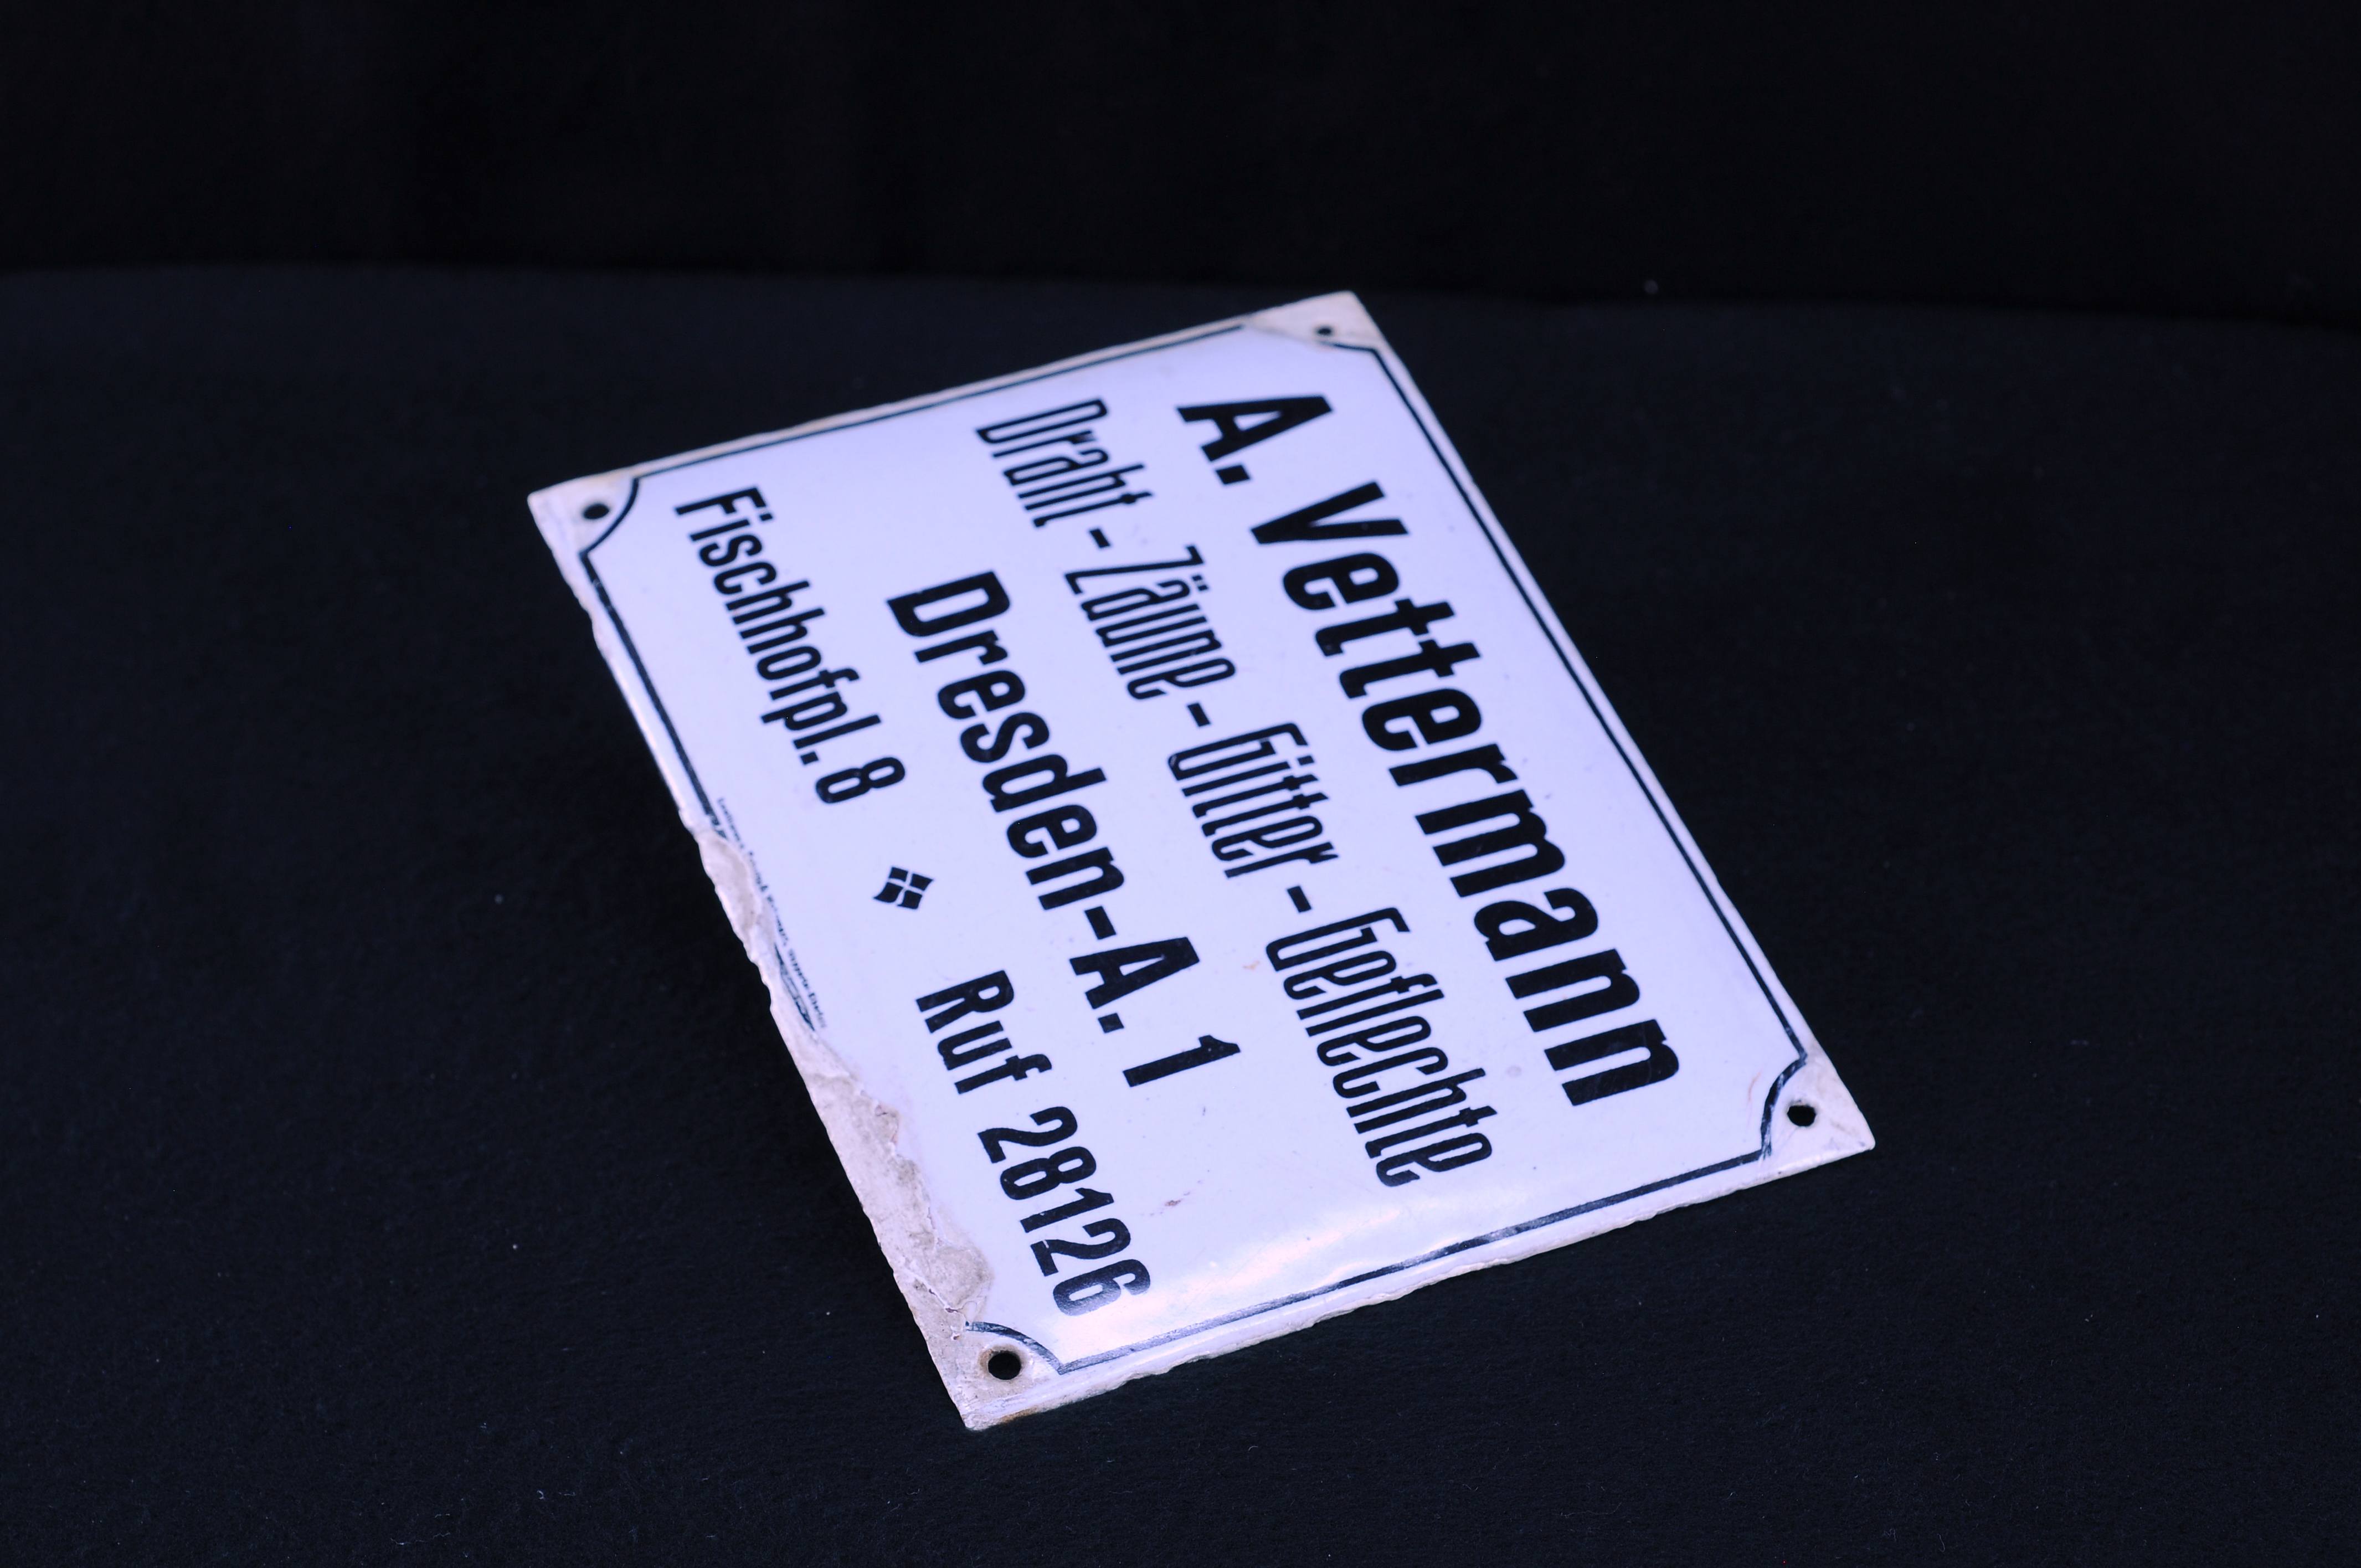 A. Vettermann
Draht-Zäune-Gitter-Geflechte
Dresden-A. 1
Fischhofpl. 8 ❖ Ruf 28126